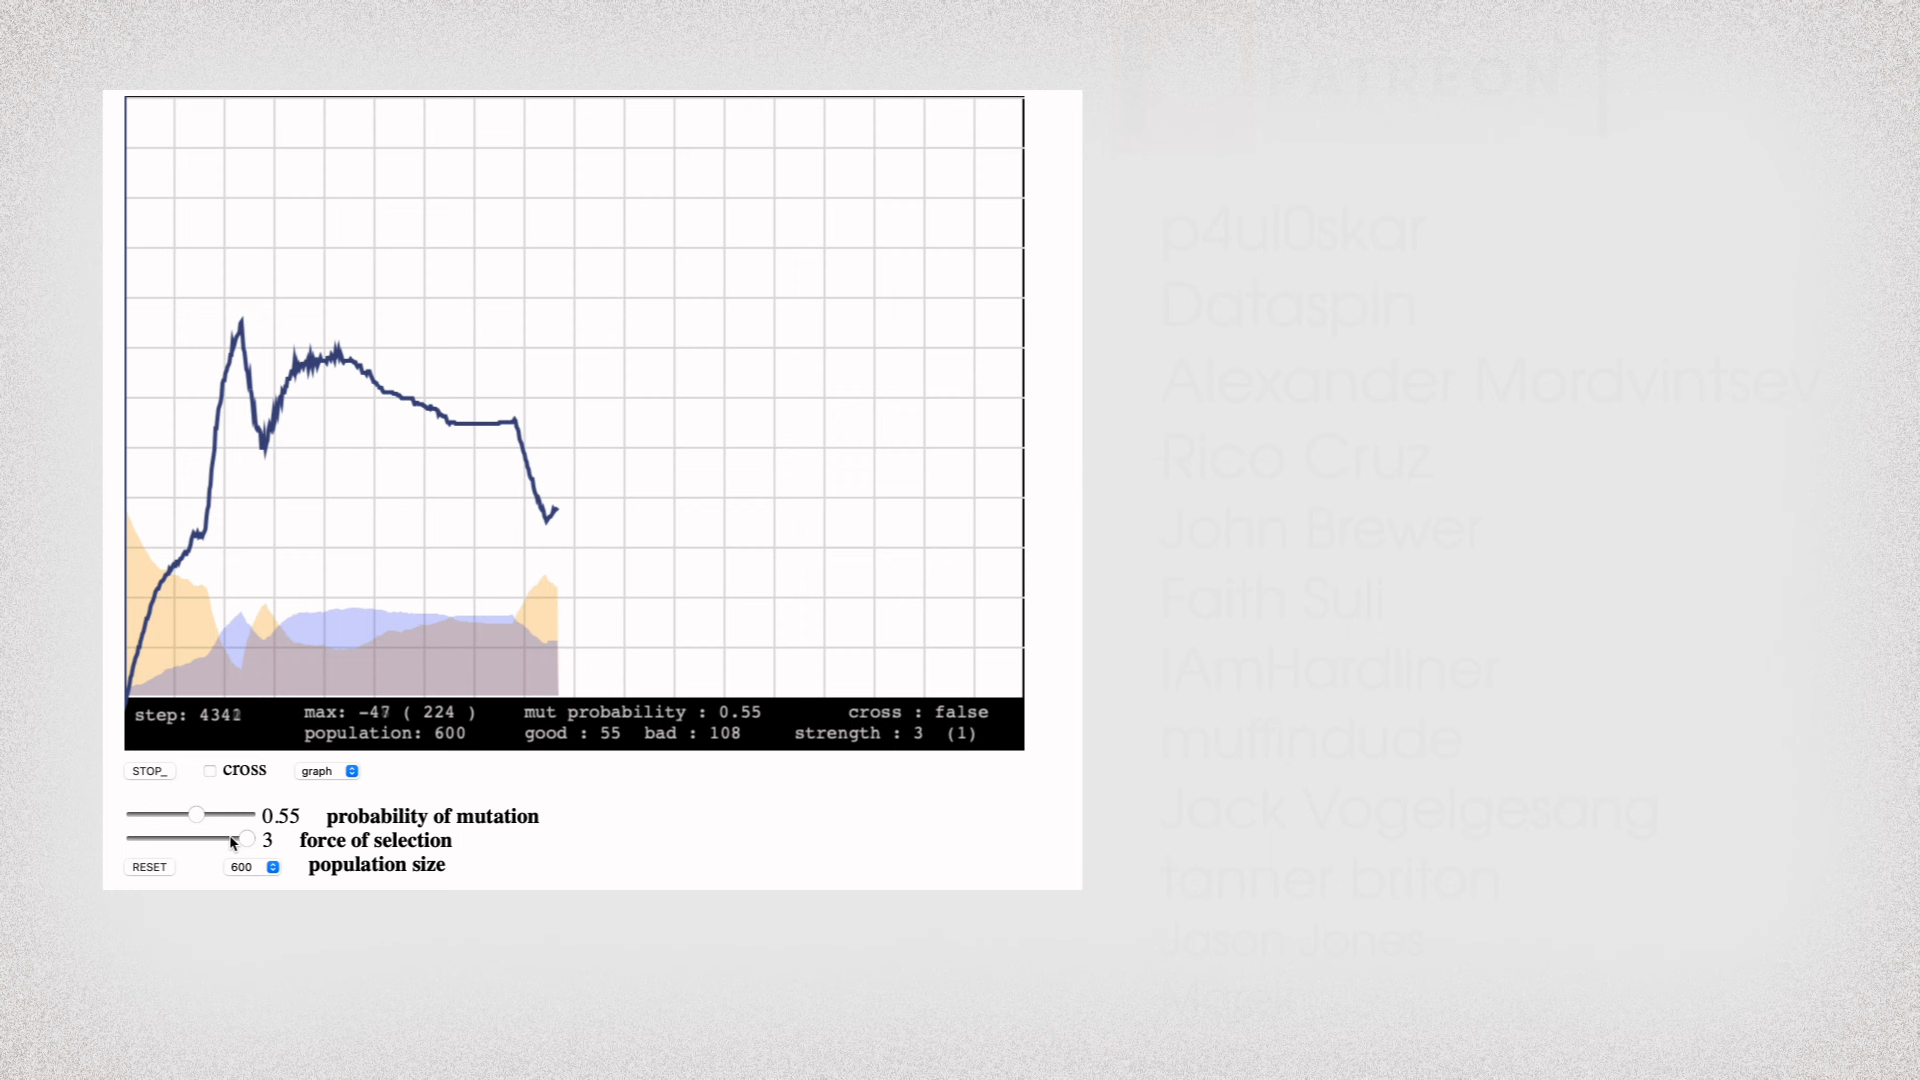 PATREON
p4ul0skar
Dataspin
Alexander Mordvintsev
Rico Cruz
John Brewer
Faith Suli
IAmHardliner
muffindude
Jack Vogelgesang
tanner briton
Jason Jones
step: 4342 max: -47 ( 224 ) mut probability : 0.55 cross : false
population: 600 good : 55 bad : 108 strength : 3 (1)
STOP_ cross graph
0.55 probability of mutation
3 force of selection
RESET 600 population size